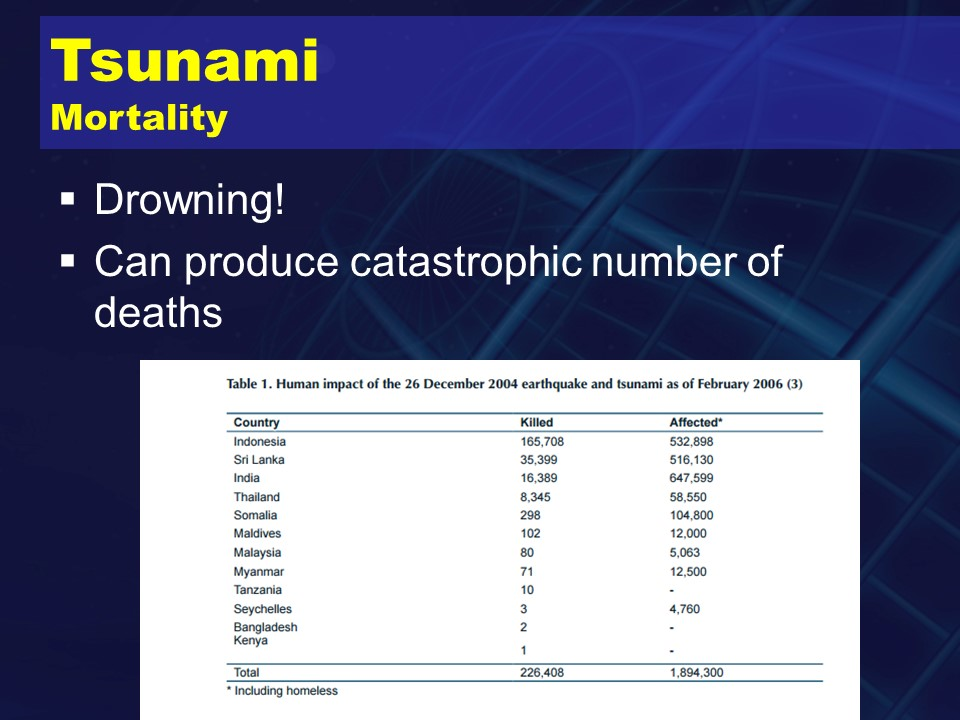 Tsunami
Mortality
▪ Drowning!
▪ Can produce catastrophic number of
deaths
Table 1. Human impact of the 26 December 2004 earthquake and tsunami as of February 2006 (3)
Country Killed Affected*
Indonesia 165,708 532,898
Sri Lanka 35,399 516,130
India 16,389 647,599
Thailand 8,345 58,550
Somalia 298 104,800
Maldives 102 12,000
Malaysia 80 5,063
Myanmar 71 12,500
Tanzania 10 -
Seychelles 3 4,760
Bangladesh 2 -
Kenya 1 -
Total 226,408 1,894,300
* Including homeless